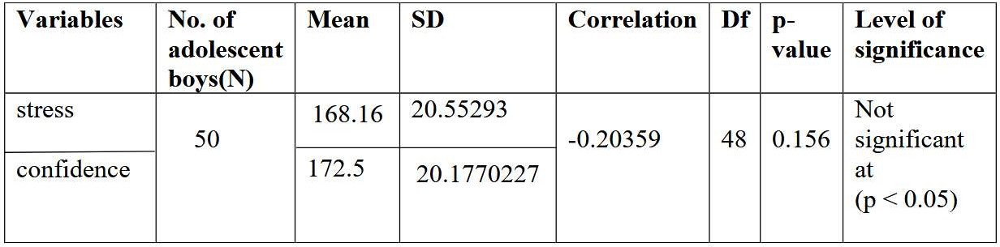 Variables No. of adolescent boys(N) Mean SD Correlation Df p-value Level of significance
stress 50 168.16 20.55293 -0.20359 48 0.156 Not significant at (p < 0.05)
confidence 172.5 20.1770227